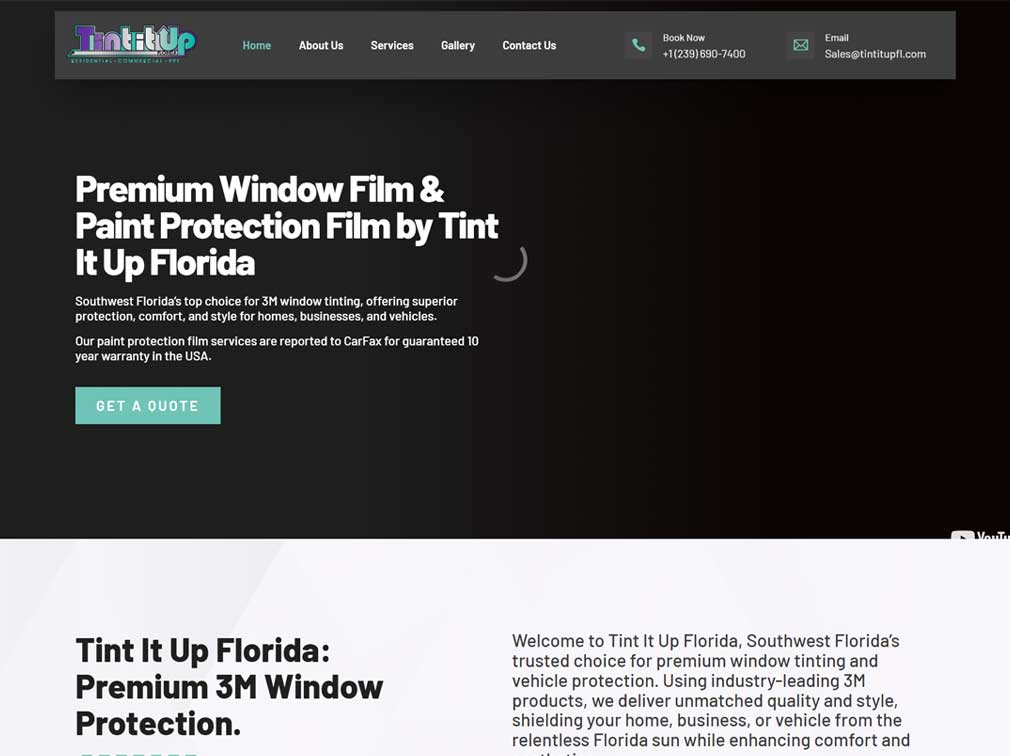 TintitUp
FLORIDA
RESIDENTIAL • COMMERCIAL • PPF
Home
About Us
Services
Gallery
Contact Us
Book Now
+1 (239) 690-7400
Email
Sales@tintitupfl.com
Premium Window Film &
Paint Protection Film by Tint
It Up Florida
Southwest Florida's top choice for 3M window tinting, offering superior
protection, comfort, and style for homes, businesses, and vehicles.
Our paint protection film services are reported to CarFax for guaranteed 10
year warranty in the USA.
GET A QUOTE
Tint It Up Florida:
Premium 3M Window
Protection.
Welcome to Tint It Up Florida, Southwest Florida's
trusted choice for premium window tinting and
vehicle protection. Using industry-leading 3M
products, we deliver unmatched quality and style,
shielding your home, business, or vehicle from the
relentless Florida sun while enhancing comfort and